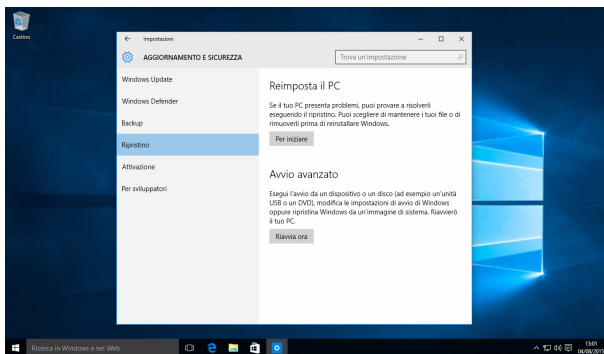 Cestino
Impostazioni
AGGIORNAMENTO E SICUREZZA
Trova un'impostazione
Windows Update
Windows Defender
Backup
Ripristino
Attivazione
Per sviluppatori
Reimposta il PC
Se il tuo PC presenta problemi, puoi provare a risolverli
eseguendo il ripristino. Puoi scegliere di mantenere i tuoi file o di
rimuoverli prima di reinstallare Windows.
Per iniziare
Avvio avanzato
Esegui l'avvio da un dispositivo o un disco (ad esempio un'unità
USB o un DVD), modifica le impostazioni di avvio di Windows
oppure ripristina Windows da un'immagine di sistema. Riavvierò
il tuo PC.
Riavvia ora
Ricerca in Windows e nel Web
13:01
04/08/2015